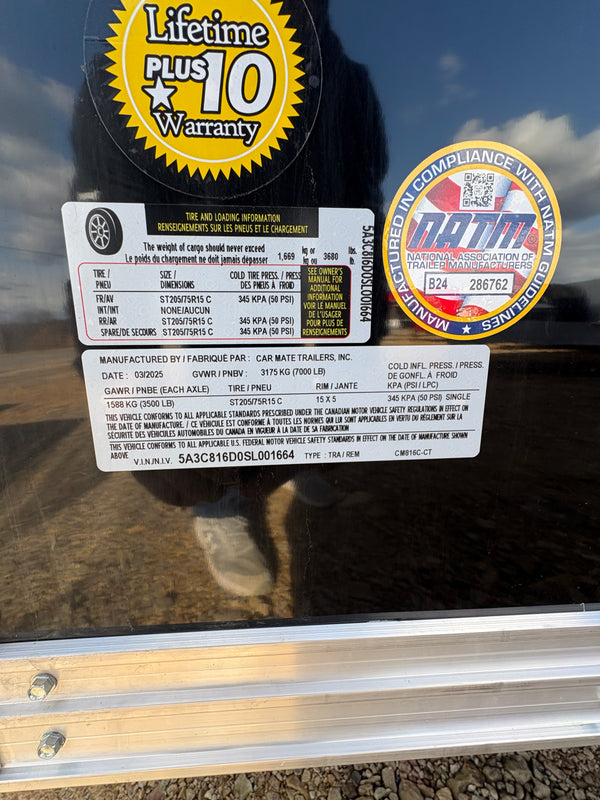 Lifetime
PLUS 10
Warranty
MANUFACTURED IN COMPLIANCE WITH NATM GUIDELINES
NATM
NATIONAL ASSOCIATION OF
TRAILER MANUFACTURERS
B24 286762
TIRE AND LOADING INFORMATION
RENSEIGNEMENTS SUR LES PNEUS ET LE CHARGEMENT
The weight of cargo should never exceed 1,669 kg or 3680 lbs.
Le poids du chargement ne doit jamais dépasser kg ou lb.
TIRE / SIZE / COLD TIRE PRESS. / PRESS
PNEU DIMENSIONS DES PNEUS À FROID
FR/AV ST205/75R15 C 345 KPA (50 PSI)
INT/INT NONE/AUCUN
RR/AR ST205/75R15 C 345 KPA (50 PSI)
SPARE/DE SECOURS ST205/75R15 C 345 KPA (50 PSI)
SEE OWNER'S
MANUAL FOR
ADDITIONAL
INFORMATION
VOIR LE MANUEL
DE L'USAGER
POUR PLUS DE
RENSEIGNEMENTS
5A3C816D0SL001664
MANUFACTURED BY / FABRIQUÉ PAR : CAR MATE TRAILERS, INC.
DATE : 03/2025 GVWR / PNBV : 3175 KG (7000 LB)
COLD INFL. PRESS. / PRESS.
DE GONFL. À FROID
GAWR / PNBE (EACH AXLE) TIRE / PNEU RIM / JANTE KPA (PSI / LPC)
1588 KG (3500 LB) ST205/75R15 C 15 X 5 345 KPA (50 PSI) SINGLE
THIS VEHICLE CONFORMS TO ALL APPLICABLE STANDARDS PRESCRIBED UNDER THE CANADIAN MOTOR VEHICLE SAFETY REGULATIONS IN EFFECT ON
THE DATE OF MANUFACTURE. / CE VÉHICULE EST CONFORME À TOUTES LES NORMES QUI LUI SONT APPLICABLES EN VERTU DU RÈGLEMENT SUR LA
SÉCURITÉ DES VÉHICULES AUTOMOBILES DU CANADA EN VIGUEUR À LA DATE DE SA FABRICATION
THIS VEHICLE CONFORMS TO ALL APPLICABLE U.S. FEDERAL MOTOR VEHICLE SAFETY STANDARDS IN EFFECT ON THE DATE OF MANUFACTURE SHOWN
ABOVE
V.I.N./N.I.V. 5A3C816D0SL001664 TYPE : TRA / REM CM816C-CT